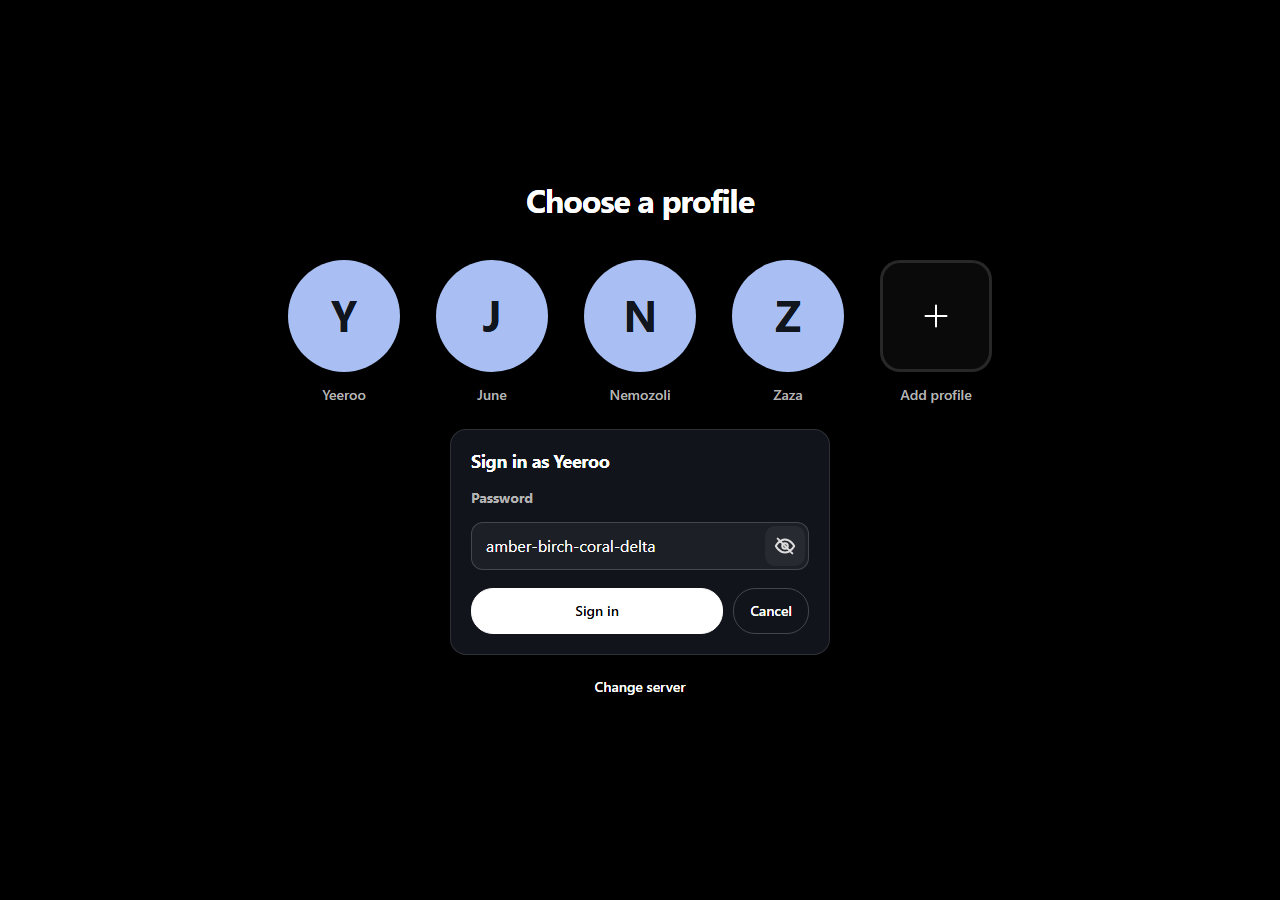 Choose a profile
Y J N Z
Yeeroo June Nemozoli Zaza Add profile
Sign in as Yeeroo
Password
amber-birch-coral-delta
Sign in Cancel
Change server